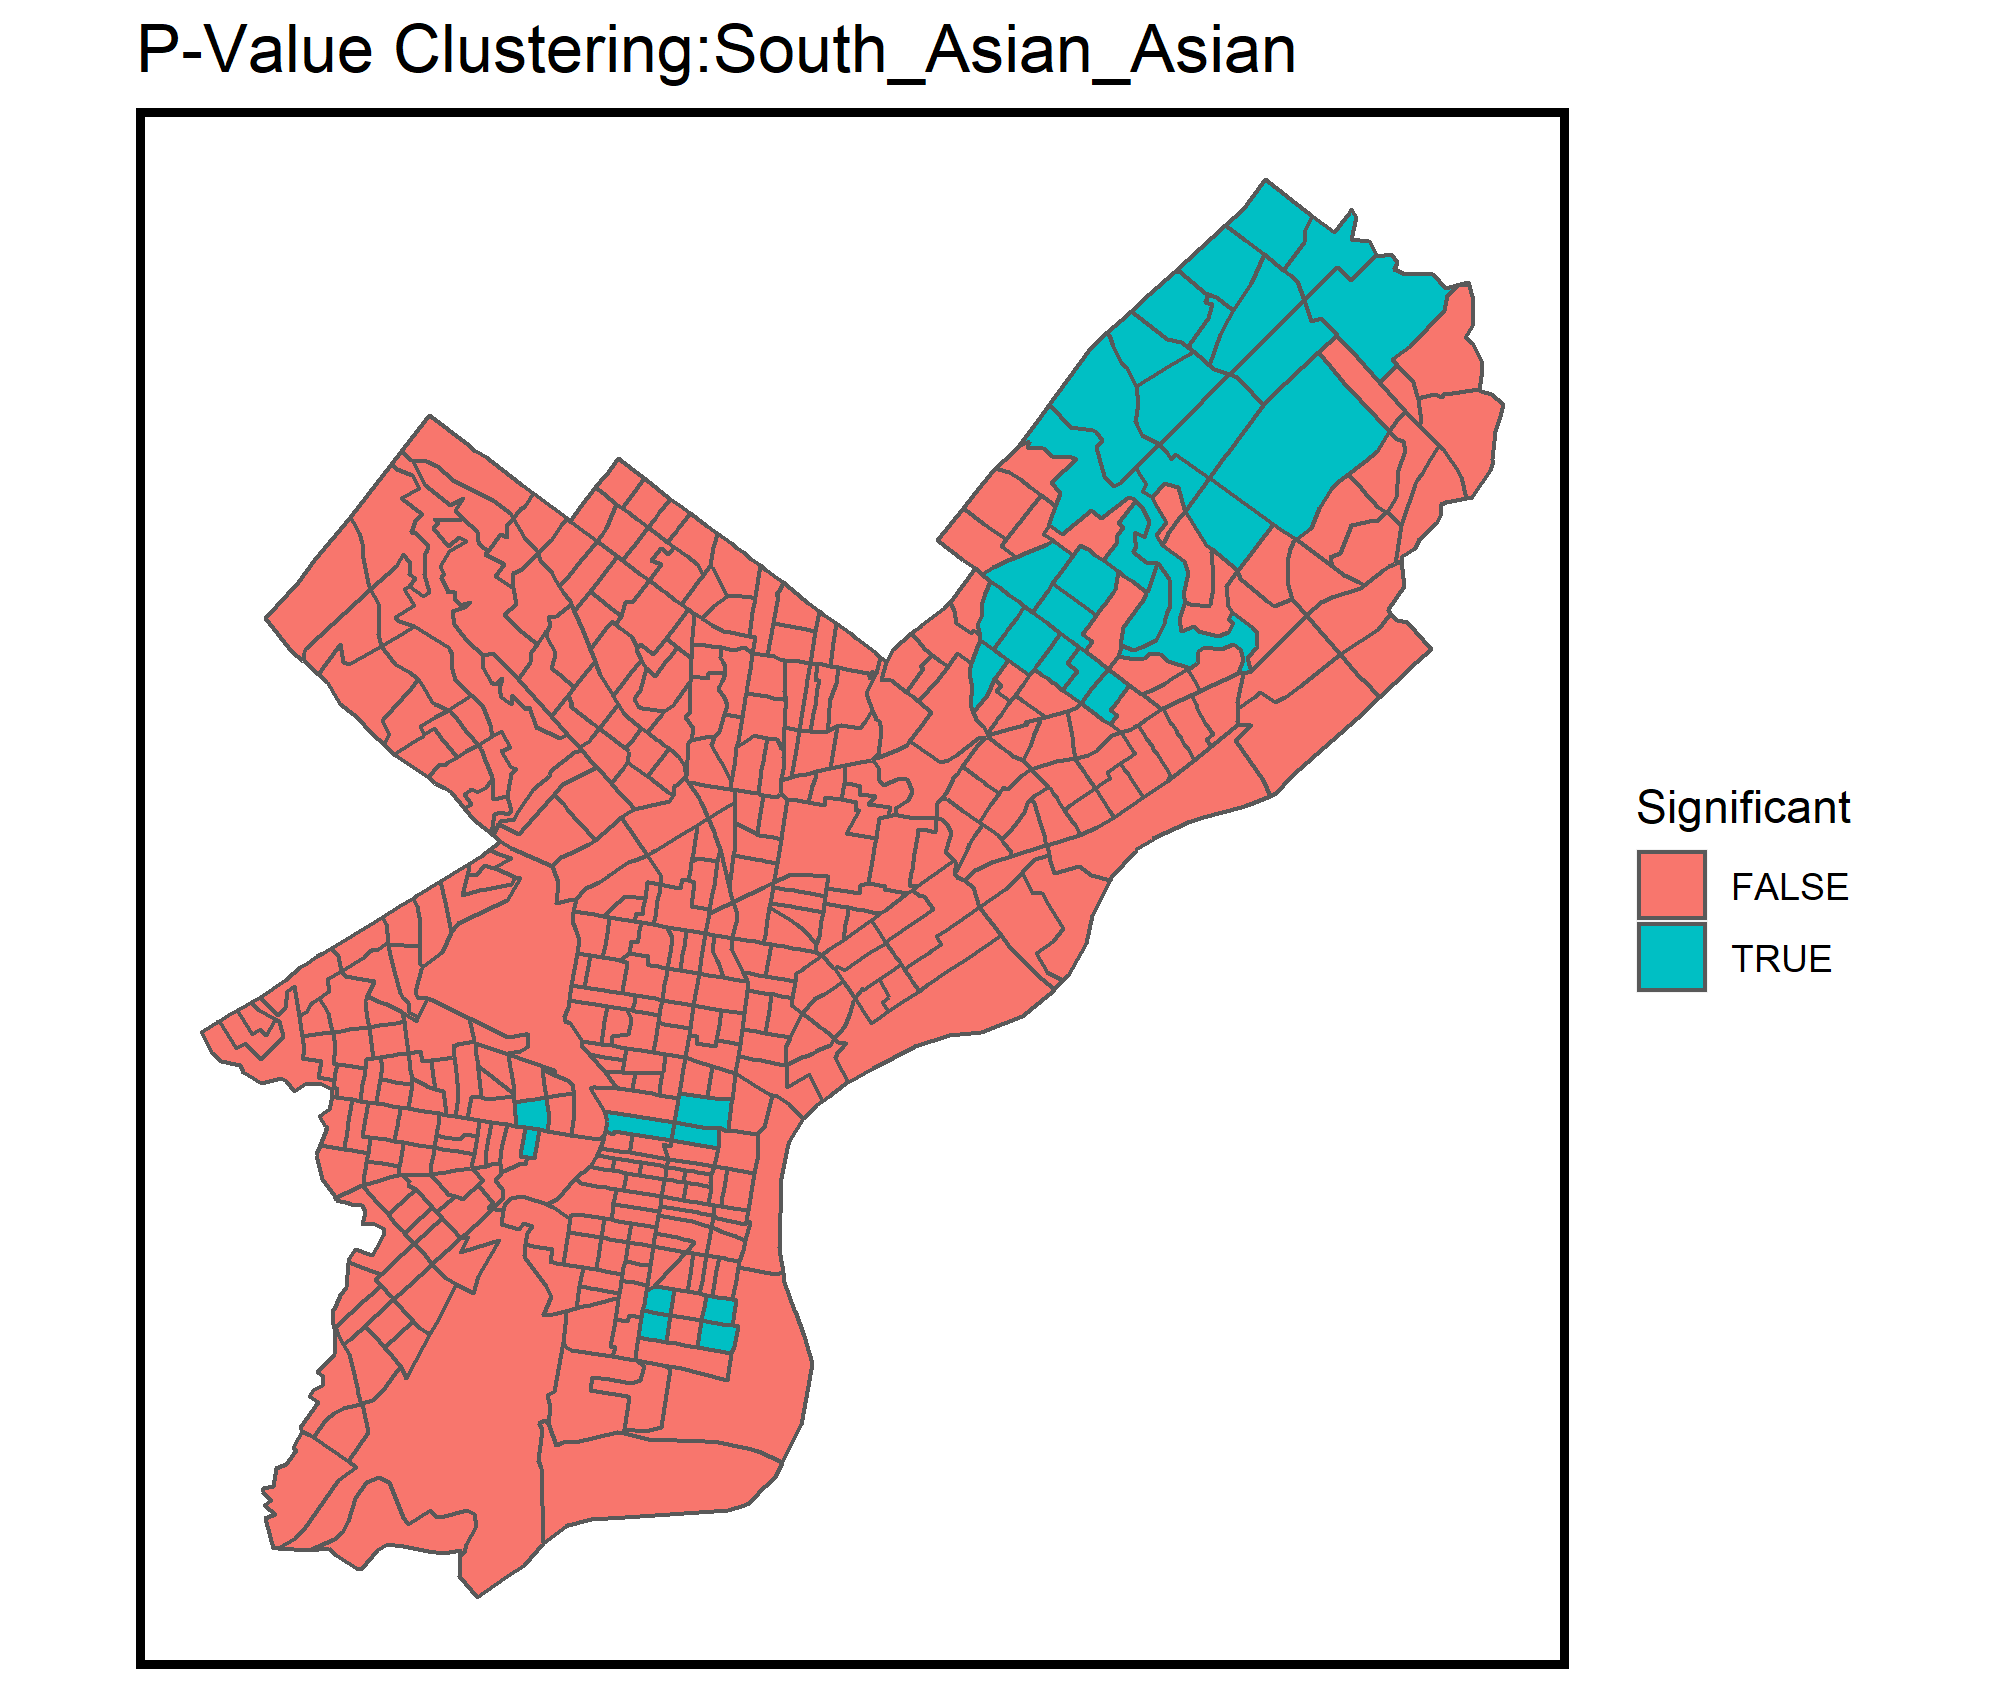 P-Value Clustering:South_Asian_Asian
Significant
FALSE
TRUE